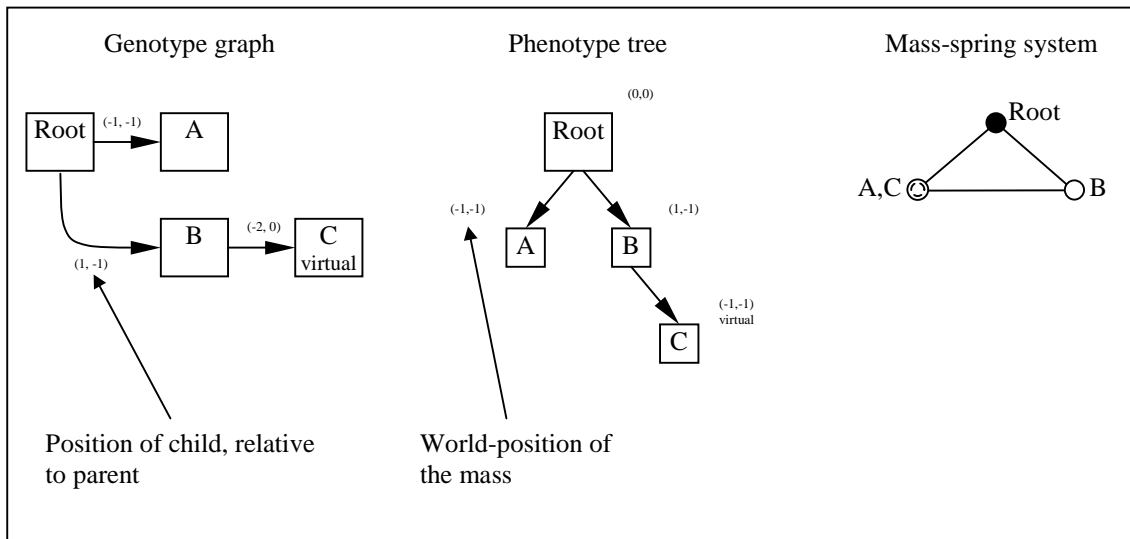 Genotype graph
Phenotype tree
Mass-spring system
(0,0)
Root
(-1, -1)
A
Root
Root
A,C
B
B
(-2, 0)
C
virtual
(1, -1)
(-1,-1)
(1,-1)
A
B
(-1,-1)
virtual
C
Position of child, relative
to parent
World-position of
the mass